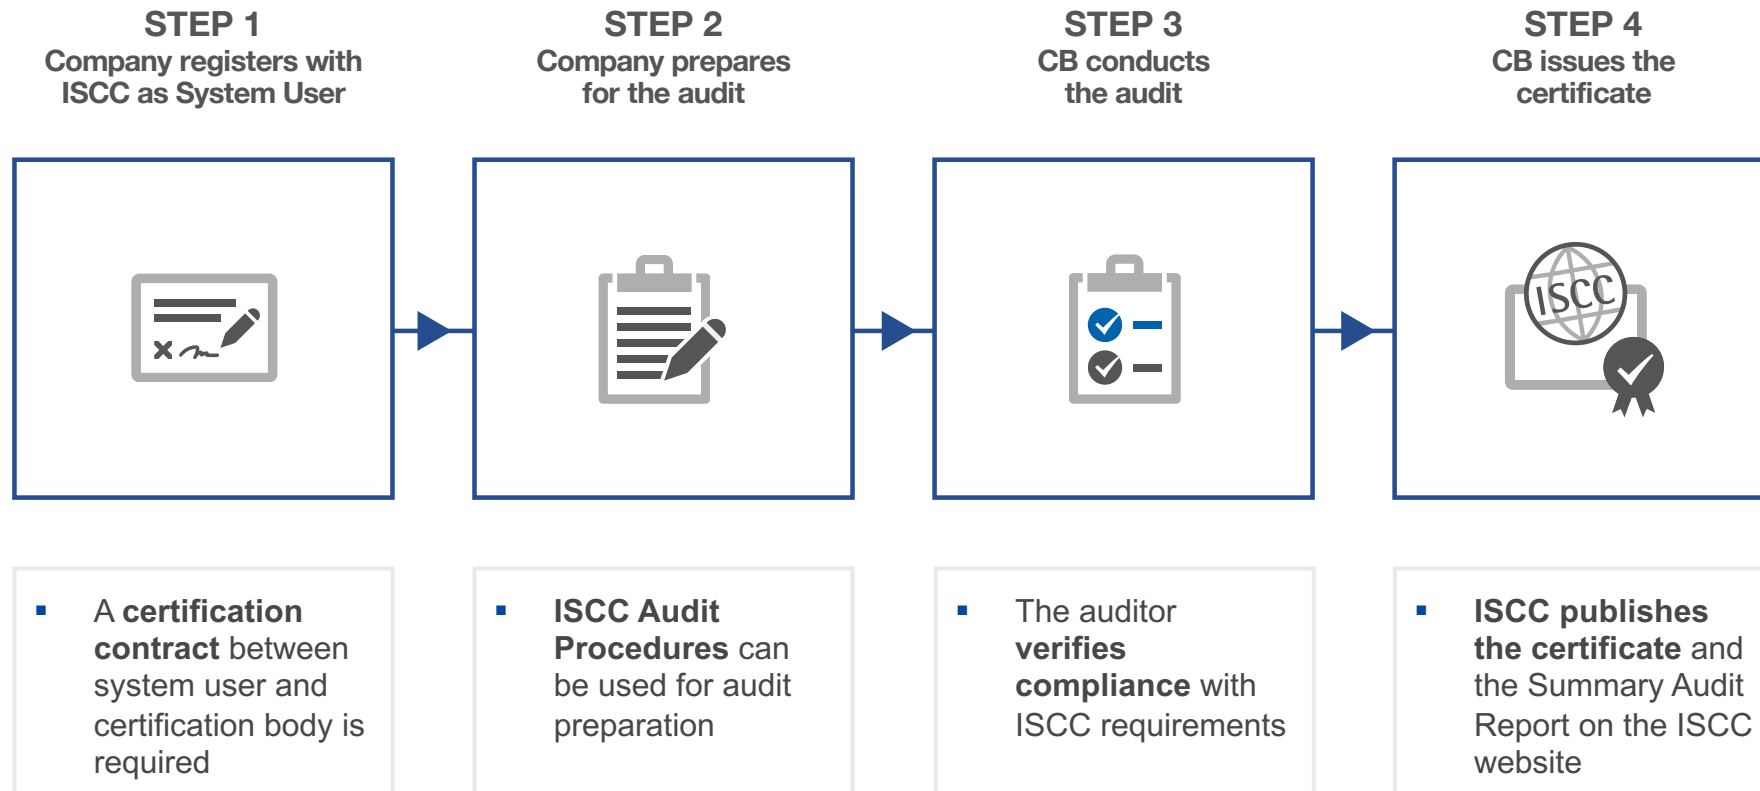 STEP 1
Company registers with
ISCC as System User
STEP 2
Company prepares
for the audit
STEP 3
CB conducts
the audit
STEP 4
CB issues the
certificate
ISCC
▪ A certification
contract between
system user and
certification body is
required
▪ ISCC Audit
Procedures can
be used for audit
preparation
▪ The auditor
verifies
compliance with
ISCC requirements
▪ ISCC publishes
the certificate and
the Summary Audit
Report on the ISCC
website